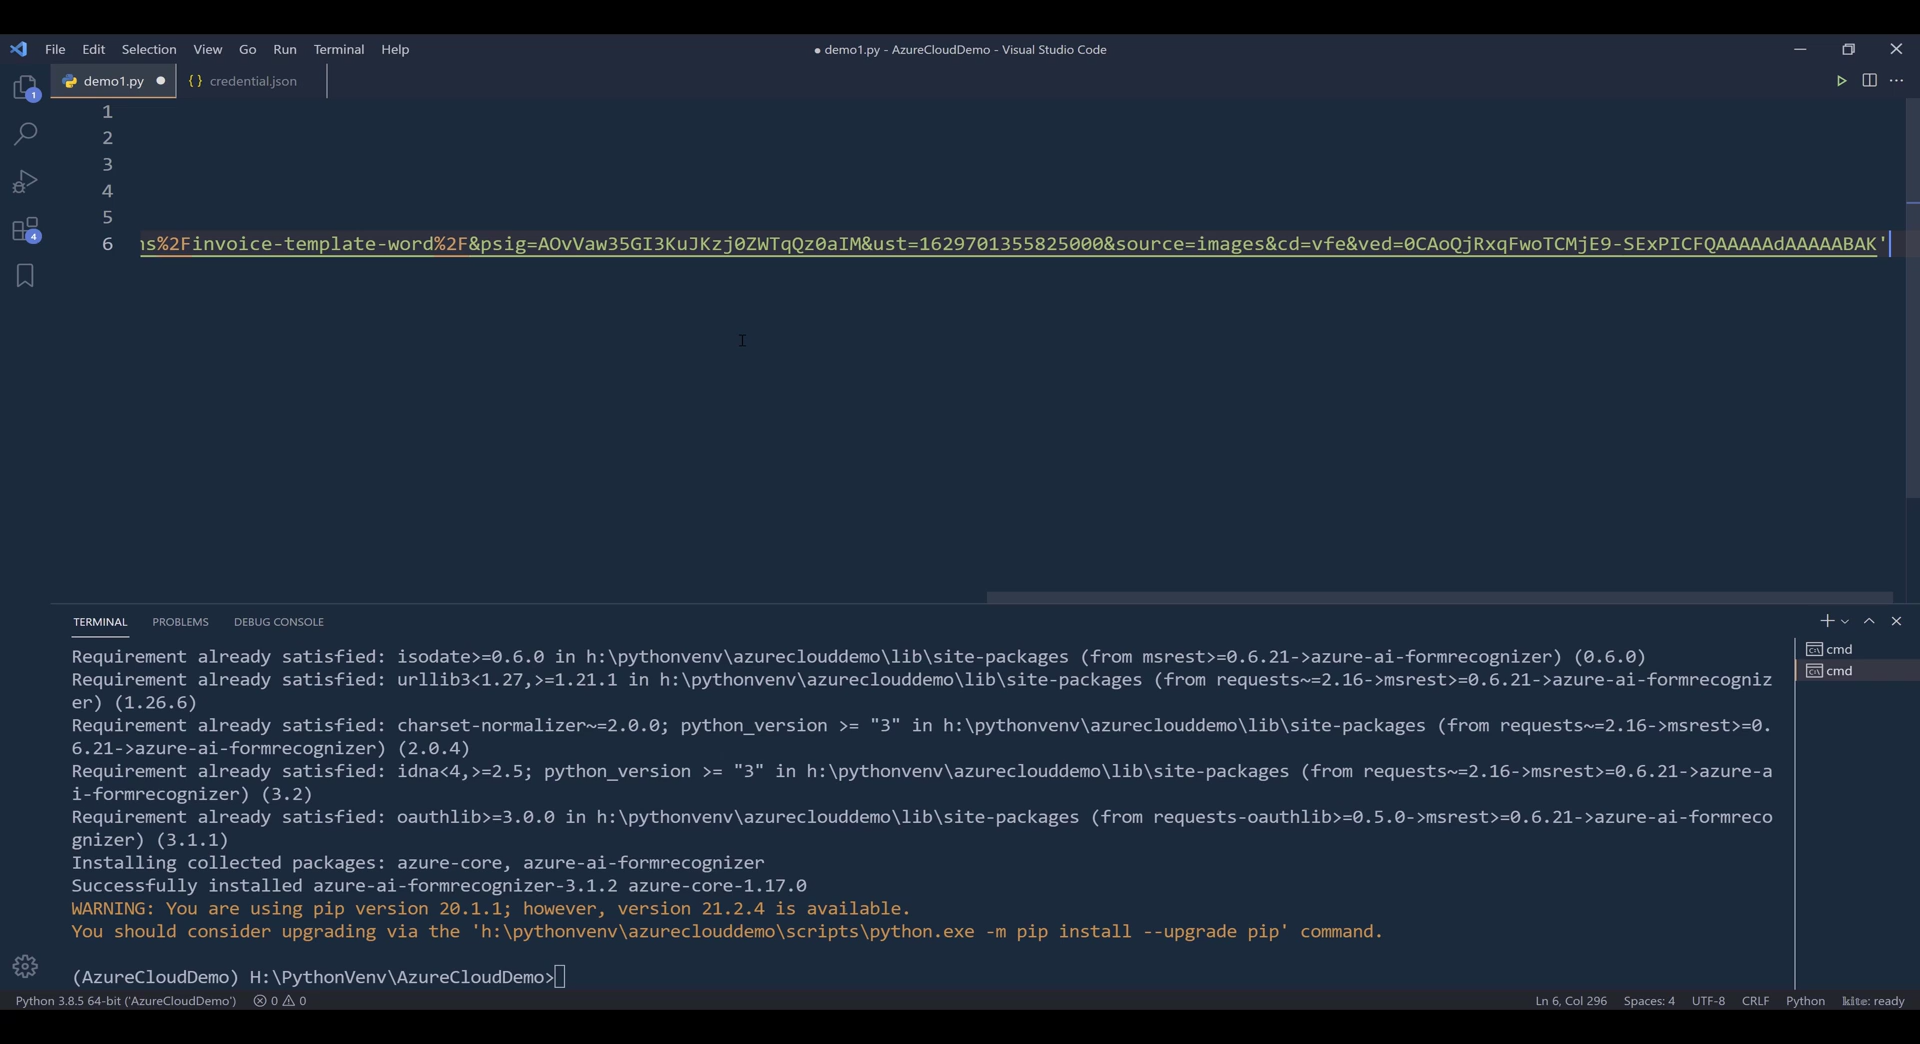 File Edit Selection View Go Run Terminal Help
● demo1.py - AzureCloudDemo - Visual Studio Code
demo1.py ● {} credential.json
1
1
2
3
4
5
6 ns%2Finvoice-template-word%2F&psig=AOvVaw35GI3KuJKzj0ZWTqQz0aIM&ust=1629701355825000&source=images&cd=vfe&ved=0CAoQjRxqFwoTCMjE9-SExPICFQAAAAAdAAAAABAK'
4
TERMINAL PROBLEMS DEBUG CONSOLE
Requirement already satisfied: isodate>=0.6.0 in h:\pythonvenv\azureclouddemo\lib\site-packages (from msrest>=0.6.21->azure-ai-formrecognizer) (0.6.0)
Requirement already satisfied: urllib3<1.27,>=1.21.1 in h:\pythonvenv\azureclouddemo\lib\site-packages (from requests~=2.16->msrest>=0.6.21->azure-ai-formrecogniz
er) (1.26.6)
Requirement already satisfied: charset-normalizer~=2.0.0; python_version >= "3" in h:\pythonvenv\azureclouddemo\lib\site-packages (from requests~=2.16->msrest>=0.
6.21->azure-ai-formrecognizer) (2.0.4)
Requirement already satisfied: idna<4,>=2.5; python_version >= "3" in h:\pythonvenv\azureclouddemo\lib\site-packages (from requests~=2.16->msrest>=0.6.21->azure-a
i-formrecognizer) (3.2)
Requirement already satisfied: oauthlib>=3.0.0 in h:\pythonvenv\azureclouddemo\lib\site-packages (from requests-oauthlib>=0.5.0->msrest>=0.6.21->azure-ai-formreco
gnizer) (3.1.1)
Installing collected packages: azure-core, azure-ai-formrecognizer
Successfully installed azure-ai-formrecognizer-3.1.2 azure-core-1.17.0
WARNING: You are using pip version 20.1.1; however, version 21.2.4 is available.
You should consider upgrading via the 'h:\pythonvenv\azureclouddemo\scripts\python.exe -m pip install --upgrade pip' command.
(AzureCloudDemo) H:\PythonVenv\AzureCloudDemo>
cmd
cmd
Python 3.8.5 64-bit ('AzureCloudDemo') 0 0
Ln 6, Col 296 Spaces: 4 UTF-8 CRLF Python kite: ready